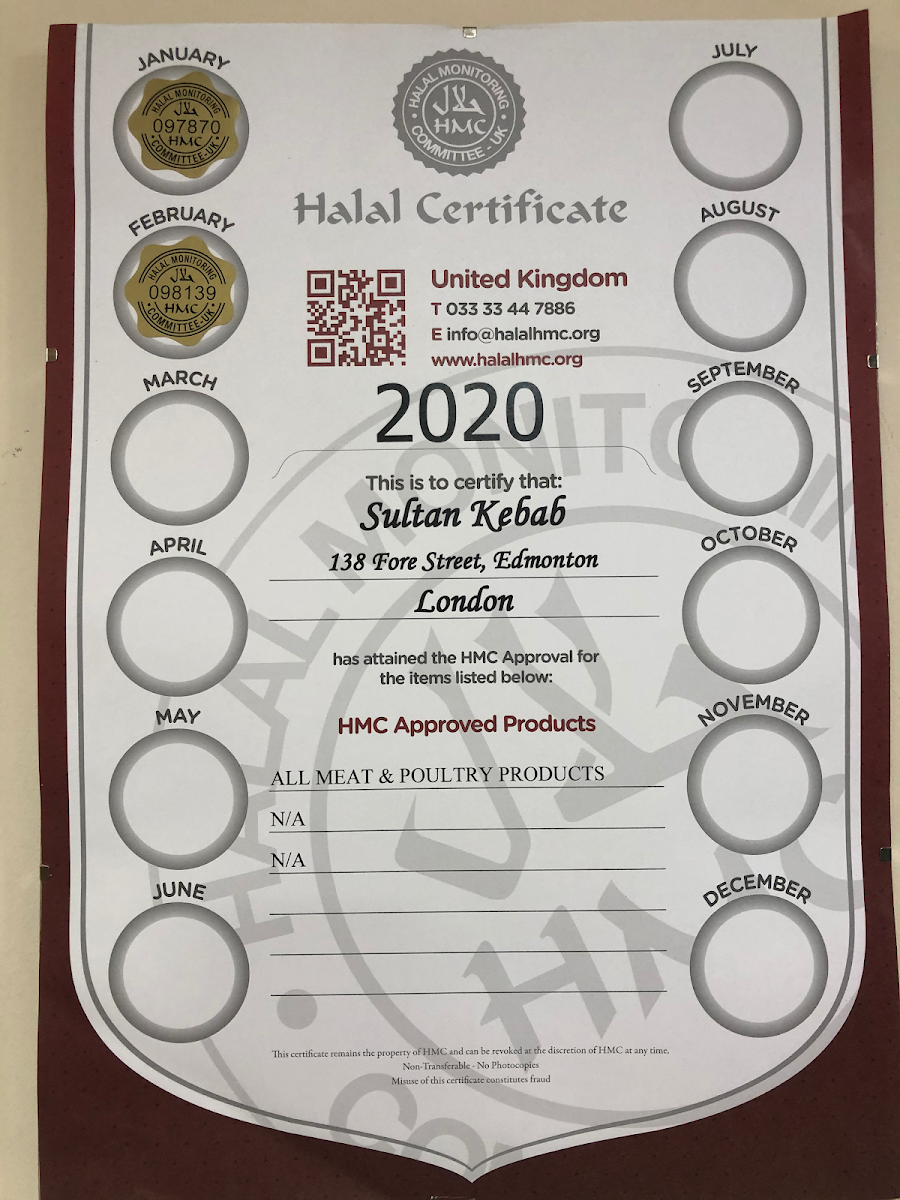 JANUARY
HALAL MONITORING
حلال
097870
HMC
COMMITTEE-UK
FEBRUARY
HALAL MONITORING
حلال
098139
HMC
COMMITTEE-UK
MARCH
APRIL
MAY
JUNE
HALAL MONITORING
حلال
HMC
COMMITTEE - UK
Halal Certificate
United Kingdom
T 033 33 44 7886
E info@halalhmc.org
www.halalhmc.org
2020
This is to certify that:
Sultan Kebab
138 Fore Street, Edmonton
London
has attained the HMC Approval for
the items listed below:
HMC Approved Products
ALL MEAT & POULTRY PRODUCTS
N/A
N/A
This certificate remains the property of HMC and can be revoked at the discretion of HMC at any time.
Non-Transferable - No Photocopies
Misuse of this certificate constitutes fraud
JULY
AUGUST
SEPTEMBER
OCTOBER
NOVEMBER
DECEMBER